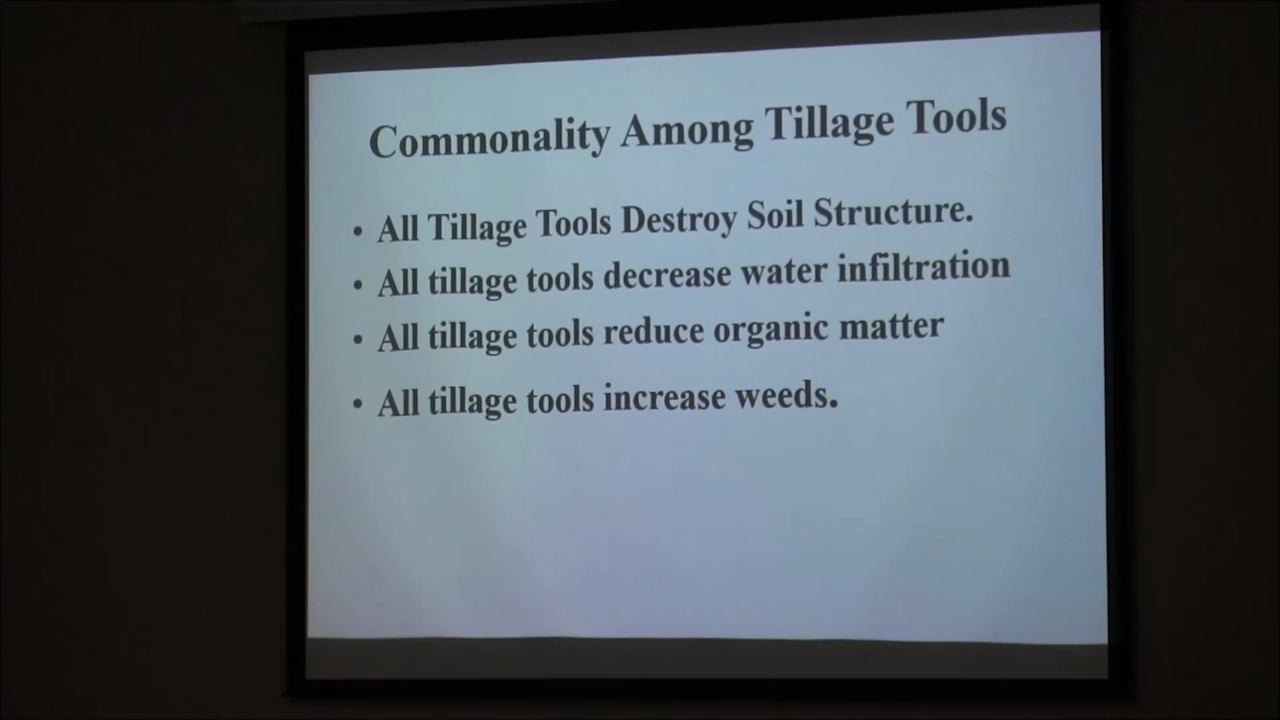 Commonality Among Tillage Tools
• All Tillage Tools Destroy Soil Structure.
• All tillage tools decrease water infiltration
• All tillage tools reduce organic matter
• All tillage tools increase weeds.